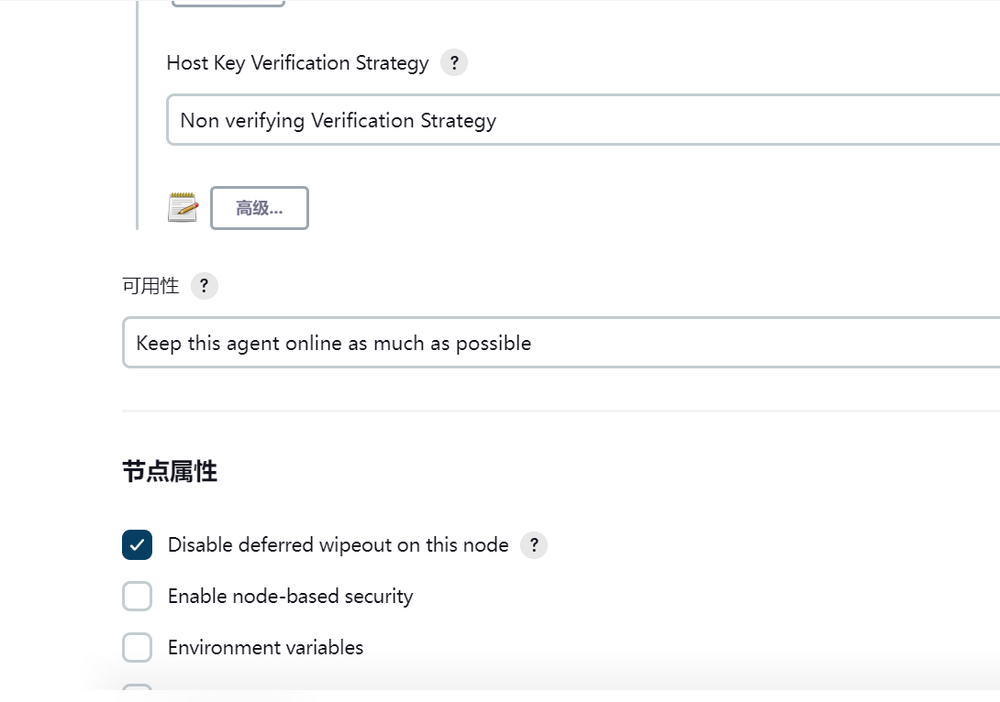 Host Key Verification Strategy ?
Non verifying Verification Strategy
高级...
可用性 ?
Keep this agent online as much as possible
节点属性
Disable deferred wipeout on this node ?
Enable node-based security
Environment variables